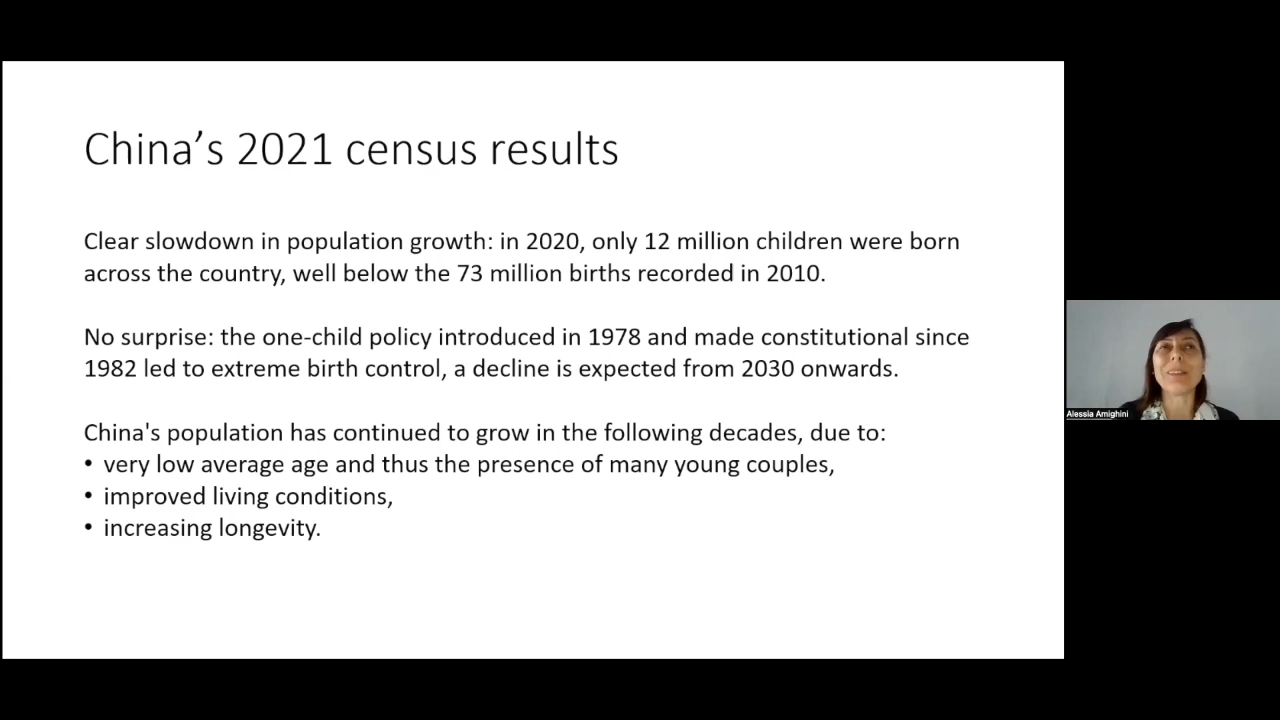 China’s 2021 census results
Clear slowdown in population growth: in 2020, only 12 million children were born
across the country, well below the 73 million births recorded in 2010.
No surprise: the one-child policy introduced in 1978 and made constitutional since
1982 led to extreme birth control, a decline is expected from 2030 onwards.
China's population has continued to grow in the following decades, due to:
• very low average age and thus the presence of many young couples,
• improved living conditions,
• increasing longevity.
Alessia Amighini